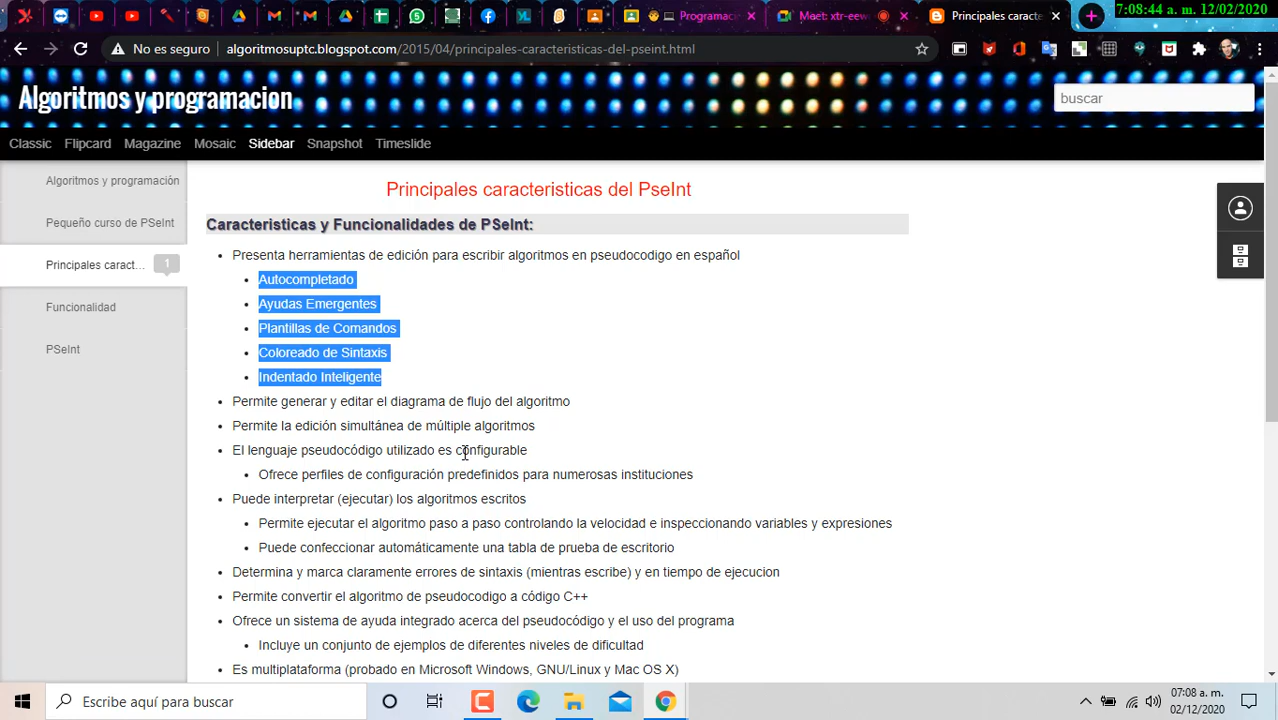 7:08:44 a. m. 12/02/2020
Programac
Meet: xtr-eew
Principales caracte
No es seguro
algoritmosuptc.blogspot.com/2015/04/principales-caracteristicas-del-pseint.html
Algoritmos y programacion
buscar
Classic Flipcard Magazine Mosaic Sidebar Snapshot Timeslide
Algoritmos y programación
Pequeño curso de PSeInt
Principales caract... 1
Funcionalidad
PSeInt
Principales caracteristicas del PseInt
Caracteristicas y Funcionalidades de PSeInt:
Presenta herramientas de edición para escribir algoritmos en pseudocodigo en español
Autocompletado
Ayudas Emergentes
Plantillas de Comandos
Coloreado de Sintaxis
Indentado Inteligente
Permite generar y editar el diagrama de flujo del algoritmo
Permite la edición simultánea de múltiple algoritmos
El lenguaje pseudocódigo utilizado es configurable
Ofrece perfiles de configuración predefinidos para numerosas instituciones
Puede interpretar (ejecutar) los algoritmos escritos
Permite ejecutar el algoritmo paso a paso controlando la velocidad e inspeccionando variables y expresiones
Puede confeccionar automáticamente una tabla de prueba de escritorio
Determina y marca claramente errores de sintaxis (mientras escribe) y en tiempo de ejecucion
Permite convertir el algoritmo de pseudocodigo a código C++
Ofrece un sistema de ayuda integrado acerca del pseudocódigo y el uso del programa
Incluye un conjunto de ejemplos de diferentes niveles de dificultad
Es multiplataforma (probado en Microsoft Windows, GNU/Linux y Mac OS X)
Escribe aquí para buscar
07:08 a. m.
02/12/2020